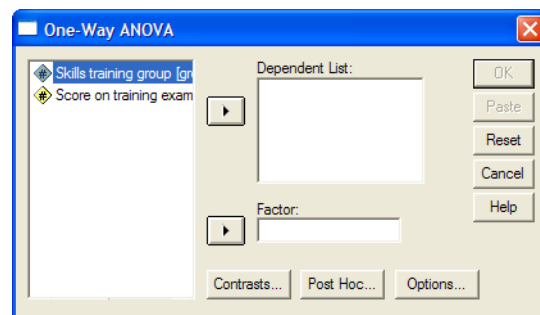 One-Way ANOVA
Skills training group [gr
Score on training exam
Dependent List:
OK
Paste
Reset
Cancel
Help
Factor:
Contrasts...
Post Hoc...
Options...